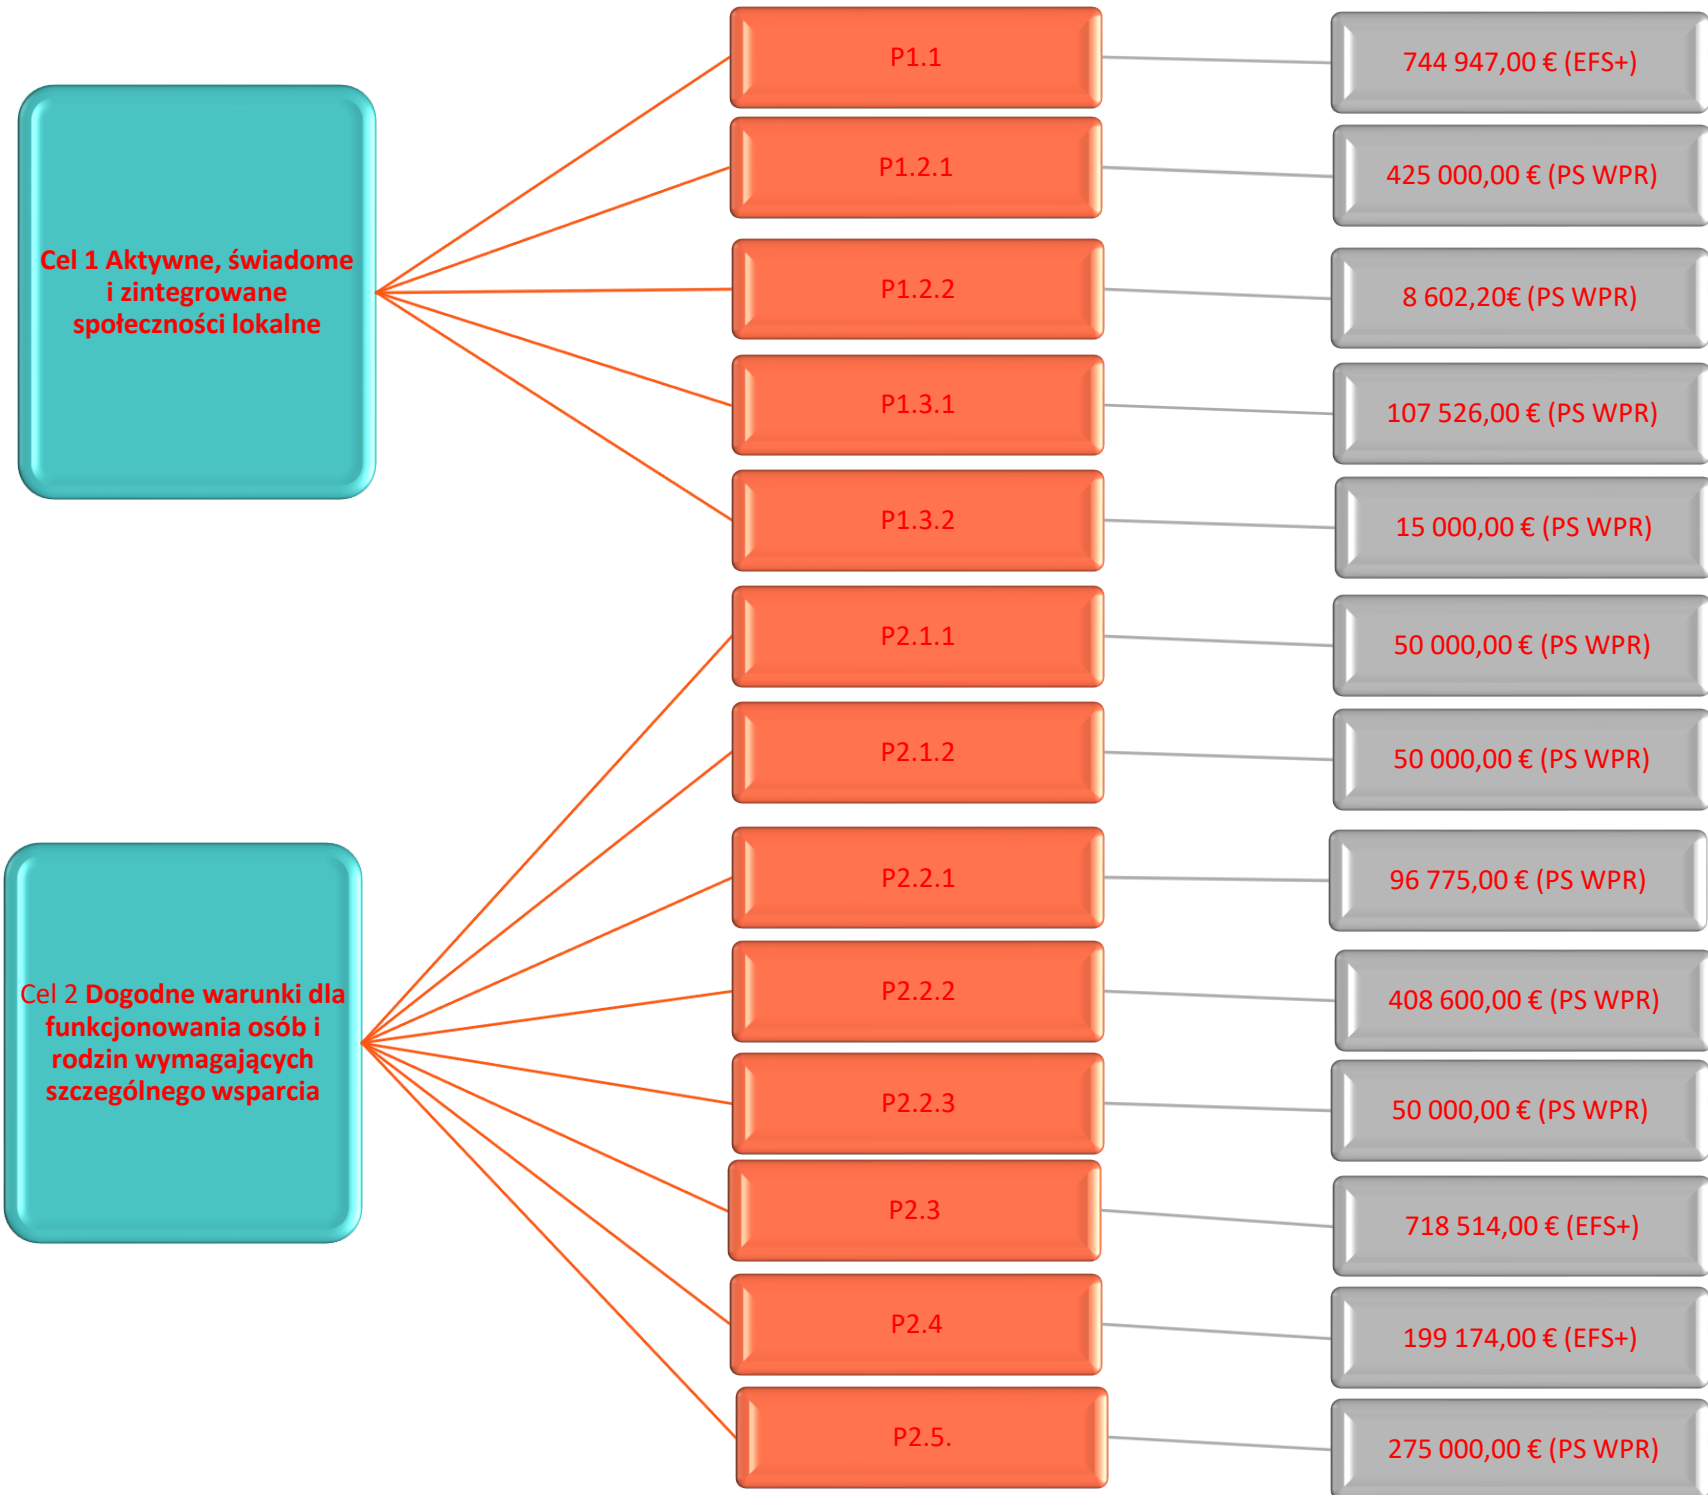 Cel 1 Aktywne, świadome
i zintegrowane
społeczności lokalne
P1.1
744 947,00 € (EFS+)
P1.2.1
425 000,00 € (PS WPR)
P1.2.2
8 602,20€ (PS WPR)
P1.3.1
107 526,00 € (PS WPR)
P1.3.2
15 000,00 € (PS WPR)
Cel 2 Dogodne warunki dla
funkcjonowania osób i
rodzin wymagających
szczególnego wsparcia
P2.1.1
50 000,00 € (PS WPR)
P2.1.2
50 000,00 € (PS WPR)
P2.2.1
96 775,00 € (PS WPR)
P2.2.2
408 600,00 € (PS WPR)
P2.2.3
50 000,00 € (PS WPR)
P2.3
718 514,00 € (EFS+)
P2.4
199 174,00 € (EFS+)
P2.5.
275 000,00 € (PS WPR)